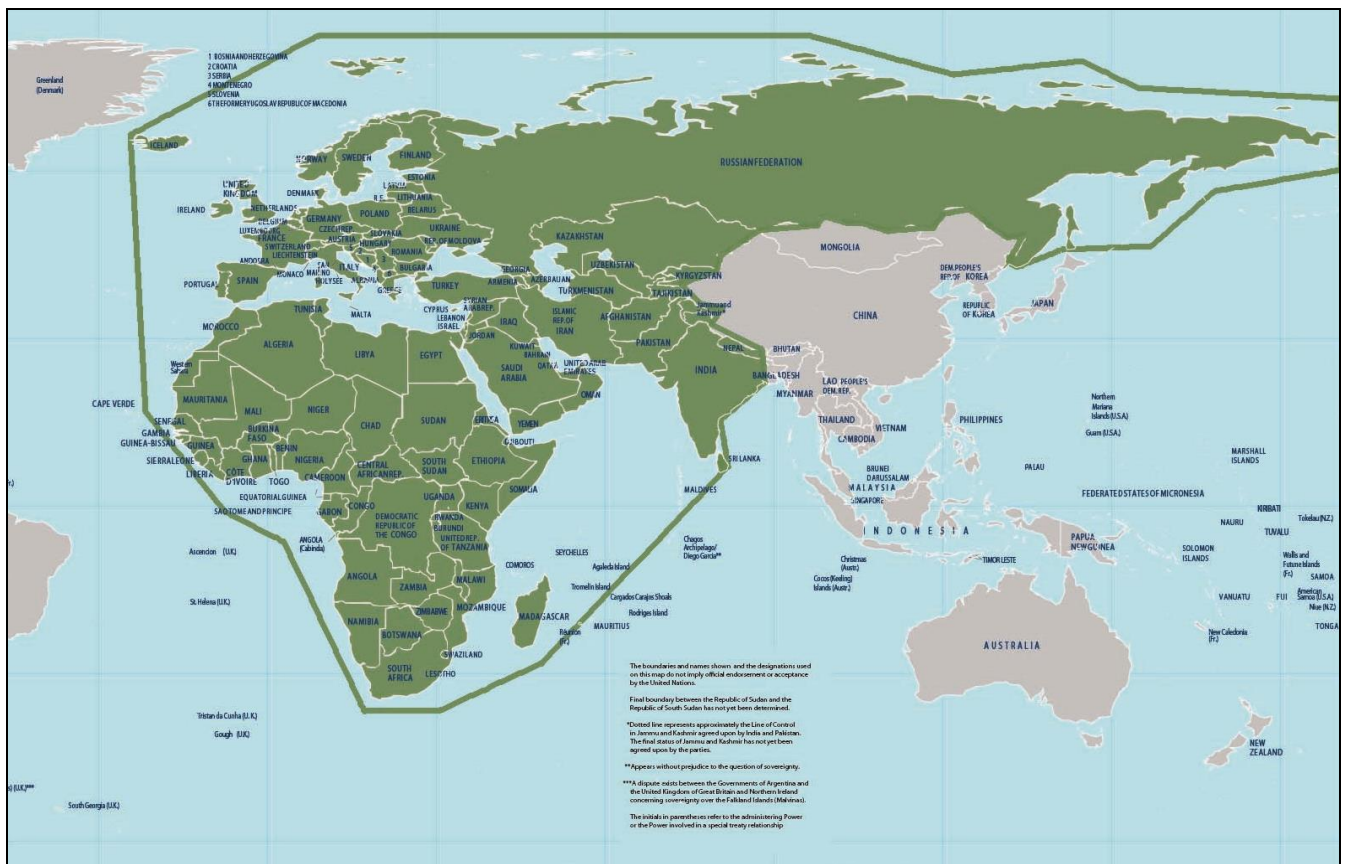 Greenland
(Denmark)
1 BOSNIAANDHERZEGOVINA
2 CROATIA
3 SERBIA
4 MONTENEGRO
5 SLOVENIA
6 THEFORMERYUGOSLAV REPUBLIC OF MACEDONIA
ICELAND
NORWAY
SWEDEN
FINLAND
RUSSIAN FEDERATION
ESTORIA
UNITED
KINGDOM
DENMARK
LATVIA
R.F.
LITHUANIA
IRELAND
NETHERLANDS
BELARUS
BELGIUM
GERMANY
POLAND
LUXEMBOURG
CZECH REP.
SLOVAKIA
UKRAINE
FRANCE
AUSTRIA
HUNGARY
REP. OF MOLDOVA
SWITZERLAND
LIECHTENSTEIN
ROMANIA
KAZAKHSTAN
MONGOLIA
ANDORRA
MONACO
SAN
MARINO
ITALY
BULGARIA
HOLY SEE
ALBANIA
GREECE
PORTUGAL
SPAIN
TURKEY
GEORGIA
ARMENIA
AZERBAIJAN
UZBEKISTAN
TURKMENISTAN
KYRGYZSTAN
TAJIKISTAN
DEM. PEOPLE'S
REP. OF KOREA
REPUBLIC
OF KOREA
JAPAN
CHINA
TUNISIA
MALTA
CYPRUS
LEBANON
ISRAEL
SYRIAN
ARAB REP.
IRAQ
JORDAN
ISLAMIC
REP. OF
IRAN
AFGHANISTAN
Jammu and
Kashmir*
MOROCCO
ALGERIA
LIBYA
EGYPT
KUWAIT
BAHRAIN
QATAR
UNITED ARAB
EMIRATES
SAUDI
ARABIA
PAKISTAN
NEPAL
BHUTAN
INDIA
BANGLADESH
MYANMAR
LAO PEOPLE'S
DEM. REP.
Western
Sahara
OMAN
THAILAND
VIETNAM
CAMBODIA
PHILIPPINES
Northern
Mariana
Islands (U.S.A)
Guam (U.S.A.)
CAPE VERDE
MAURITANIA
MALI
NIGER
CHAD
SUDAN
ERITREA
YEMEN
DJIBOUTI
SENEGAL
GAMBIA
GUINEA-BISSAU
GUINEA
BURKINA
FASO
BENIN
NIGERIA
SIERRA LEONE
LIBERIA
CÔTE
D'IVOIRE
GHANA
TOGO
CAMEROON
CENTRAL
AFRICAN REP.
SOUTH
SUDAN
ETHIOPIA
SRI LANKA
MALDIVES
BRUNEI
DARUSSALAM
MALAYSIA
SINGAPORE
PALAU
MARSHALL
ISLANDS
FEDERATED STATES OF MICRONESIA
EQUATORIAL GUINEA
SAO TOME AND PRINCIPE
GABON
CONGO
DEMOCRATIC
REPUBLIC OF
THE CONGO
UGANDA
KENYA
SOMALIA
RWAKDA
BURUNDI
UNITED REP.
OF TANZANIA
INDONESIA
KIRIBATI
NAURU
TUVALU
Tokelau (N.Z.)
PAPUA
NEW GUINEA
SOLOMON
ISLANDS
Wallis and
Futune Islands
(Fr.)
SAMOA
American
Samoa (U.S.A)
ANGOLA
(Cabinda)
Ascencion (U.K.)
SEYCHELLES
Chagos
Archipelago/
Diego Garcia**
Agaleda Island
COMOROS
Christmas
(Austr.)
Cocos (Keeling)
Islands (Austr.)
TIMOR LESTE
VANUATU
FIJI
Niue (N.Z.)
TONGA
New Caledonia
(Fr.)
ANGOLA
ZAMBIA
MALAWI
Tromelin Island
Cargados Carajos Shoals
Rodriges Island
MAURITIUS
Réunion
(Fr.)
St. Helena (U.K.)
NAMIBIA
ZIMBABWE
MOZAMBIQUE
MADAGASCAR
BOTSWANA
SWAZILAND
SOUTH
AFRICA
LESOTHO
AUSTRALIA
NEW
ZEALAND
Tristan da Cunha (U.K.)
Gough (U.K.)
South Georgia (U.K.)
(U.K.)***
The boundaries and names shown and the designations used
on this map do not imply official endorsement or acceptance
by the United Nations.
Final boundary between the Republic of Sudan and the
Republic of South Sudan has not yet been determined.
*Dotted line represents approximately the Line of Control
in Jammu and Kashmir agreed upon by India and Pakistan.
The final status of Jammu and Kashmir has not yet been
agreed upon by the parties.
**Appears without prejudice to the question of sovereignty.
***A dispute exists between the Governments of Argentina and
the United Kingdom of Great Britain and Northern Ireland
concerning sovereignty over the Falkland Islands (Malvinas).
The initials in parentheses refer to the administering Power
or the Power involved in a special treaty relationship